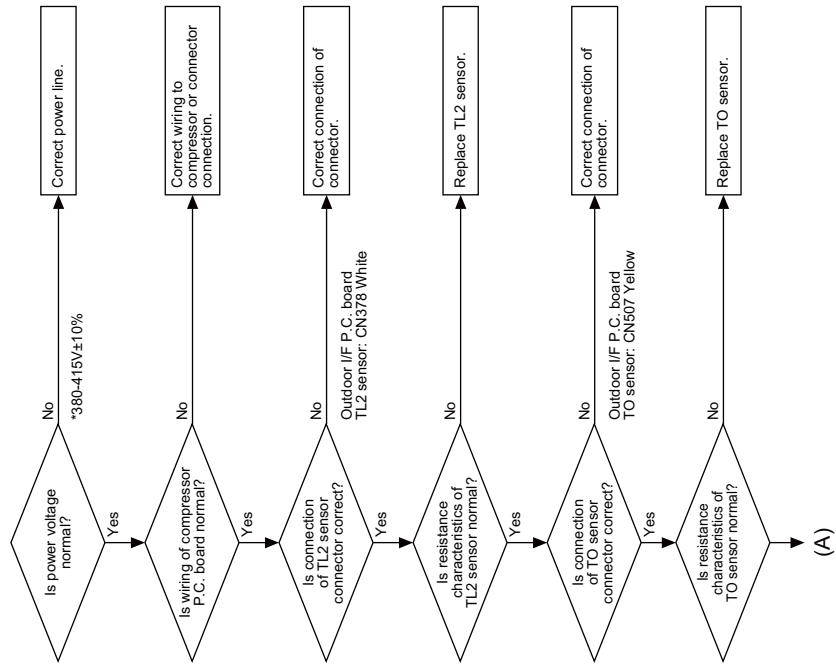 Is power voltage
normal?
No
*380-415V±10%
Correct power line.
Yes
Is wiring of compressor
P.C. board normal?
No
Correct wiring to
compressor or connector
connection.
Yes
Is connection
of TL2 sensor
connector correct?
No
Outdoor I/F P.C. board
TL2 sensor: CN378 White
Correct connection of
connector.
Yes
Is resistance
characteristics of
TL2 sensor normal?
No
Replace TL2 sensor.
Yes
Is connection
of TO sensor
connector correct?
No
Outdoor I/F P.C. board
TO sensor: CN507 Yellow
Correct connection of
connector.
Yes
Is resistance
characteristics of
TO sensor normal?
No
Replace TO sensor.
(A)